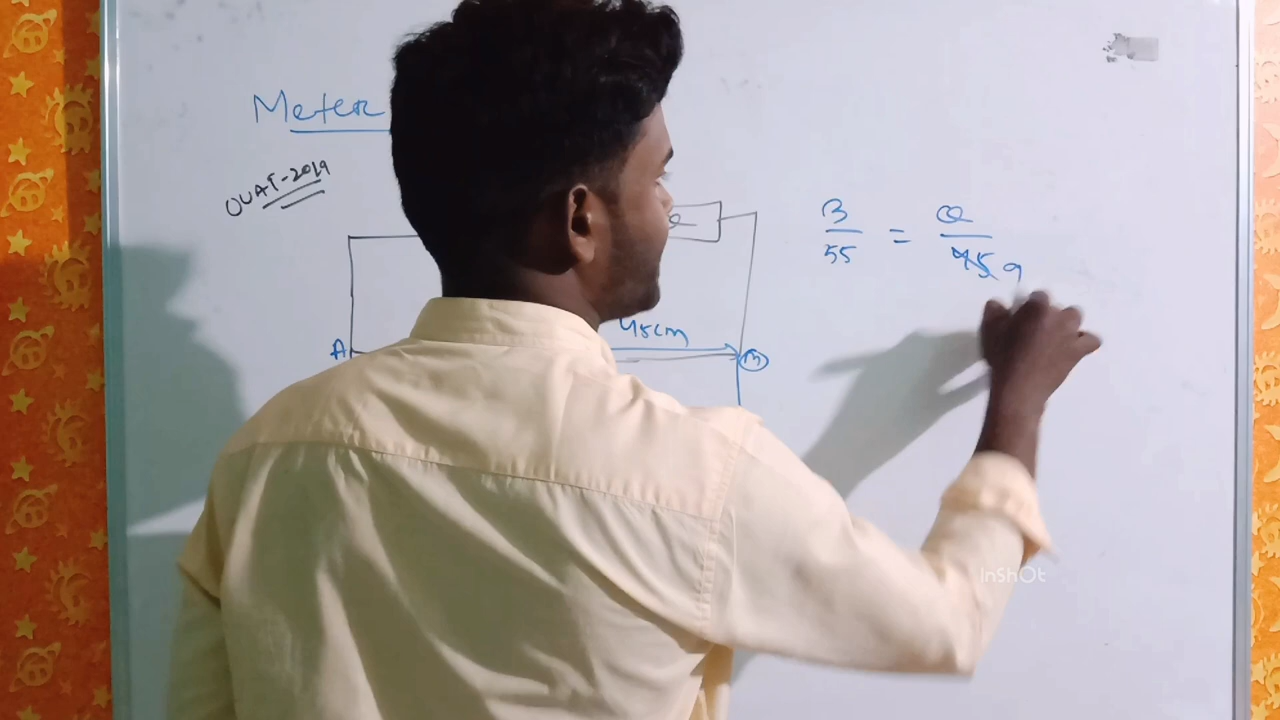 Meter
OUAT-2019
3/55 = Q/45 9
45cm
A
B
InShOt